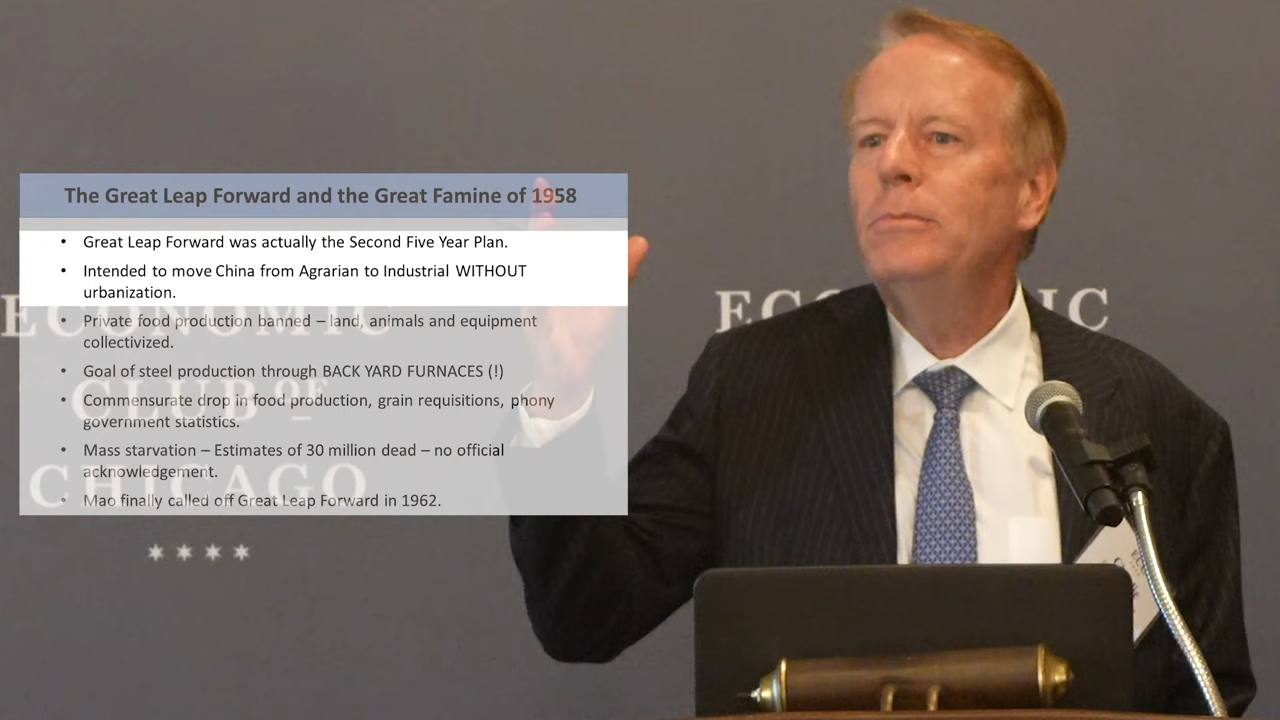 The Great Leap Forward and the Great Famine of 1958
• Great Leap Forward was actually the Second Five Year Plan.
• Intended to move China from Agrarian to Industrial WITHOUT
urbanization.
• Private food production banned – land, animals and equipment
collectivized.
• Goal of steel production through BACK YARD FURNACES (!)
• Commensurate drop in food production, grain requisitions, phony
government statistics.
• Mass starvation – Estimates of 30 million dead – no official
acknowledgement.
• Mao finally called off Great Leap Forward in 1962.
ECONOMIC
CLUB OF
CHICAGO
EC IC